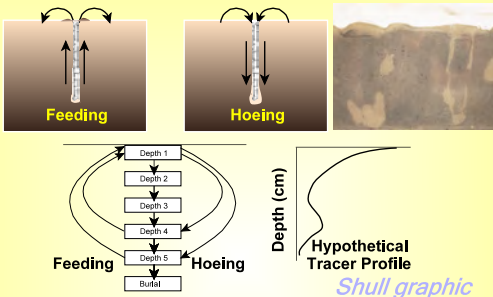 Feeding
Hoeing
Depth 1
Depth 2
Depth 3
Depth 4
Depth 5
Burial
Feeding
Hoeing
Depth (cm)
Hypothetical
Tracer Profile
Shull graphic